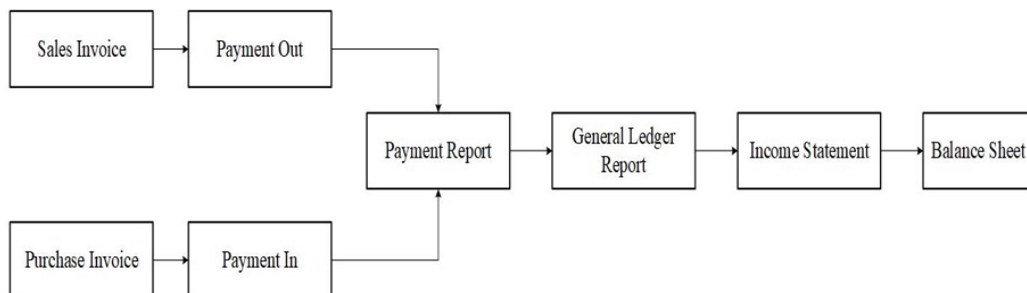 Sales Invoice
Payment Out
Payment Report
General Ledger
Report
Income Statement
Balance Sheet
Purchase Invoice
Payment In